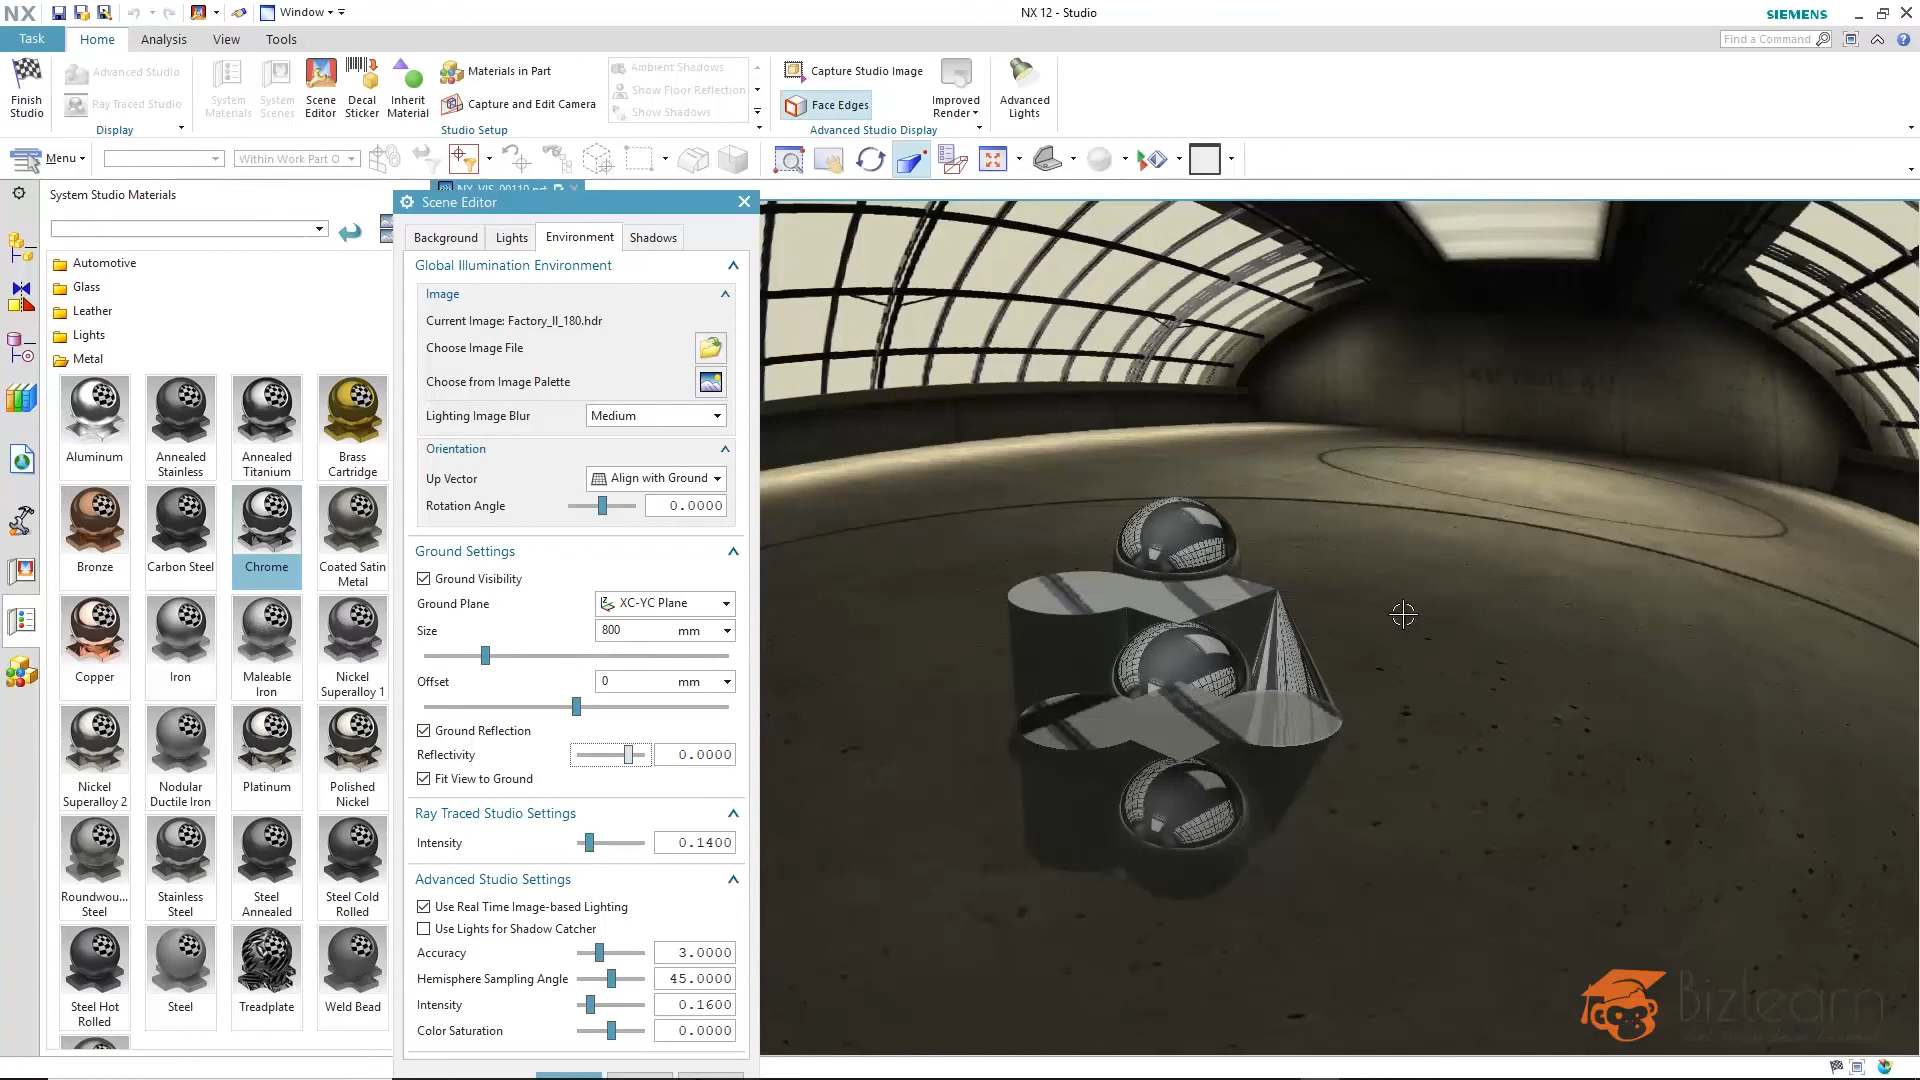 NX
Window
NX 12 - Studio
SIEMENS
Task
Home
Analysis
View
Tools
Find a Command
Finish Studio
Advanced Studio
Ray Traced Studio
Display
System Materials
System Scenes
Scene Editor
Decal Sticker
Inherit Material
Materials in Part
Capture and Edit Camera
Studio Setup
Ambient Shadows
Show Floor Reflection
Show Shadows
Capture Studio Image
Face Edges
Improved Render
Advanced Studio Display
Advanced Lights
Menu
Within Work Part O
System Studio Materials
NX_VIS_00110.prt
Automotive
Glass
Leather
Lights
Metal
Aluminum
Annealed Stainless
Annealed Titanium
Brass Cartridge
Bronze
Carbon Steel
Chrome
Coated Satin Metal
Copper
Iron
Maleable Iron
Nickel Superalloy 1
Nickel Superalloy 2
Nodular Ductile Iron
Platinum
Polished Nickel
Roundwou... Steel
Stainless Steel
Steel Annealed
Steel Cold Rolled
Steel Hot Rolled
Steel
Treadplate
Weld Bead
Scene Editor
Background
Lights
Environment
Shadows
Global Illumination Environment
Image
Current Image: Factory_II_180.hdr
Choose Image File
Choose from Image Palette
Lighting Image Blur
Medium
Orientation
Up Vector
Align with Ground
Rotation Angle
0.0000
Ground Settings
Ground Visibility
Ground Plane
XC-YC Plane
Size
800 mm
Offset
0 mm
Ground Reflection
Reflectivity
0.0000
Fit View to Ground
Ray Traced Studio Settings
Intensity
0.1400
Advanced Studio Settings
Use Real Time Image-based Lighting
Use Lights for Shadow Catcher
Accuracy
3.0000
Hemisphere Sampling Angle
45.0000
Intensity
0.1600
Color Saturation
0.0000
Bizlearn